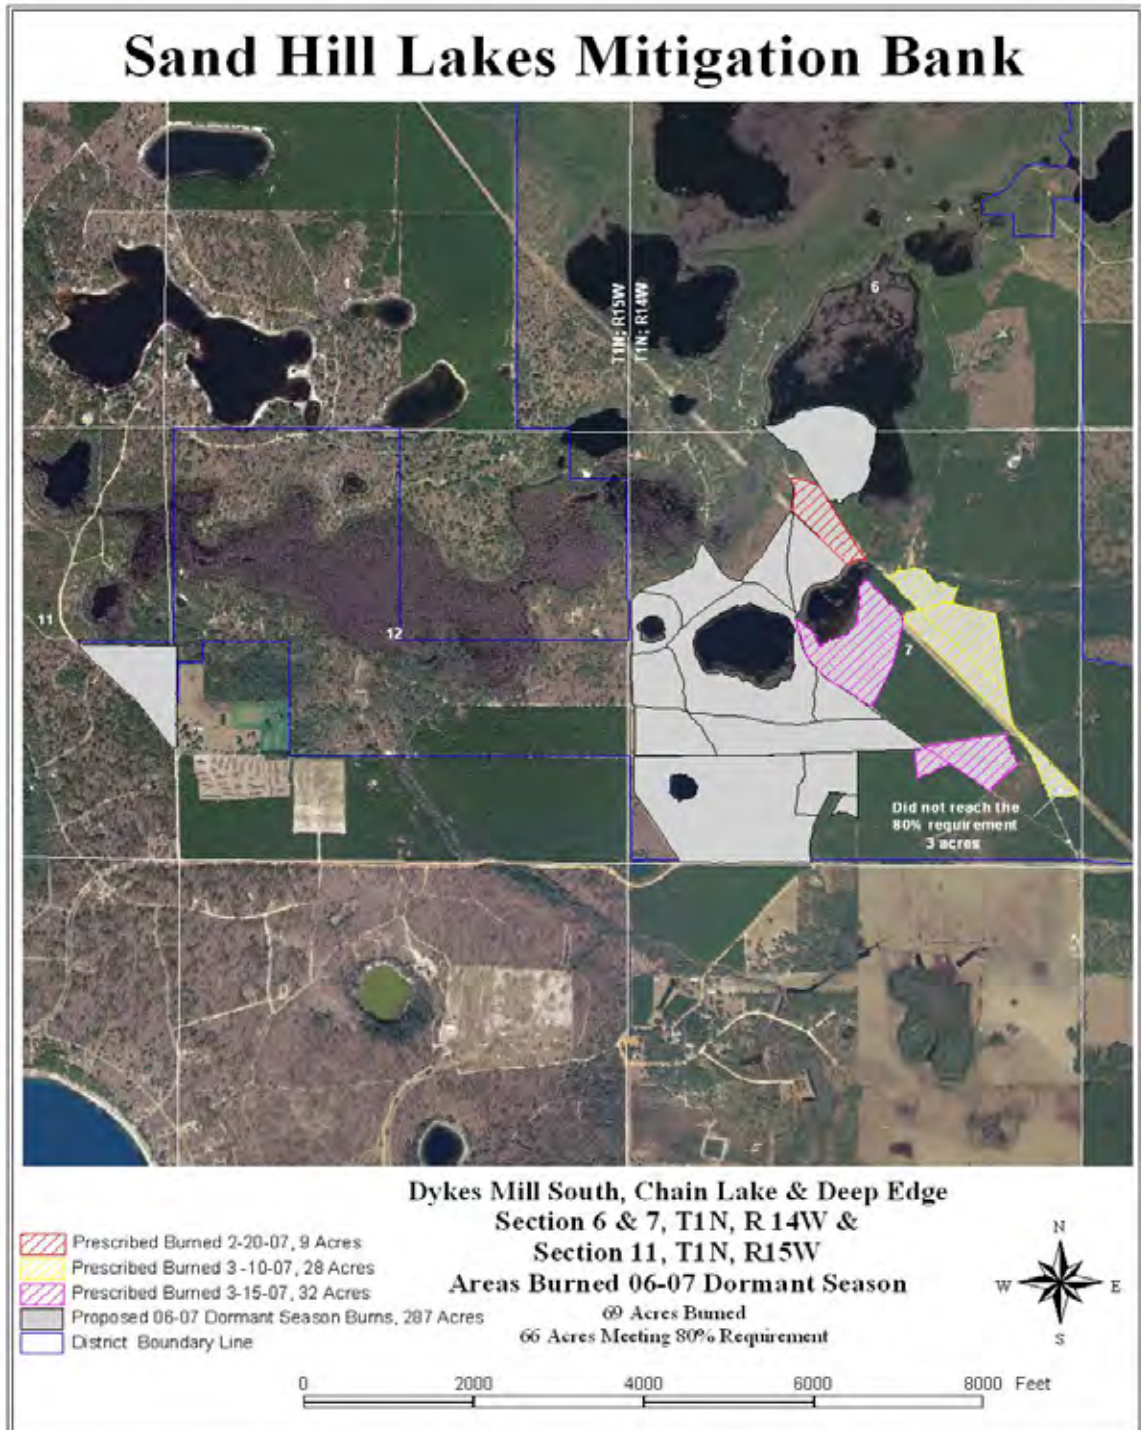 Sand Hill Lakes Mitigation Bank
1
6
T1N; R15W
T1N; R14W
11
12
7
Did not reach the
80% requirement
3 acres
Dykes Mill South, Chain Lake & Deep Edge
Section 6 & 7, T1N, R 14W &
Section 11, T1N, R15W
Areas Burned 06-07 Dormant Season
69 Acres Burned
66 Acres Meeting 80% Requirement
Prescribed Burned 2-20-07, 9 Acres
Prescribed Burned 3 -10-07, 28 Acres
Prescribed Burned 3-15-07, 32 Acres
Proposed 06-07 Dormant Season Burns, 287 Acres
District Boundary Line
N
W
E
S
0 2000 4000 6000 8000 Feet